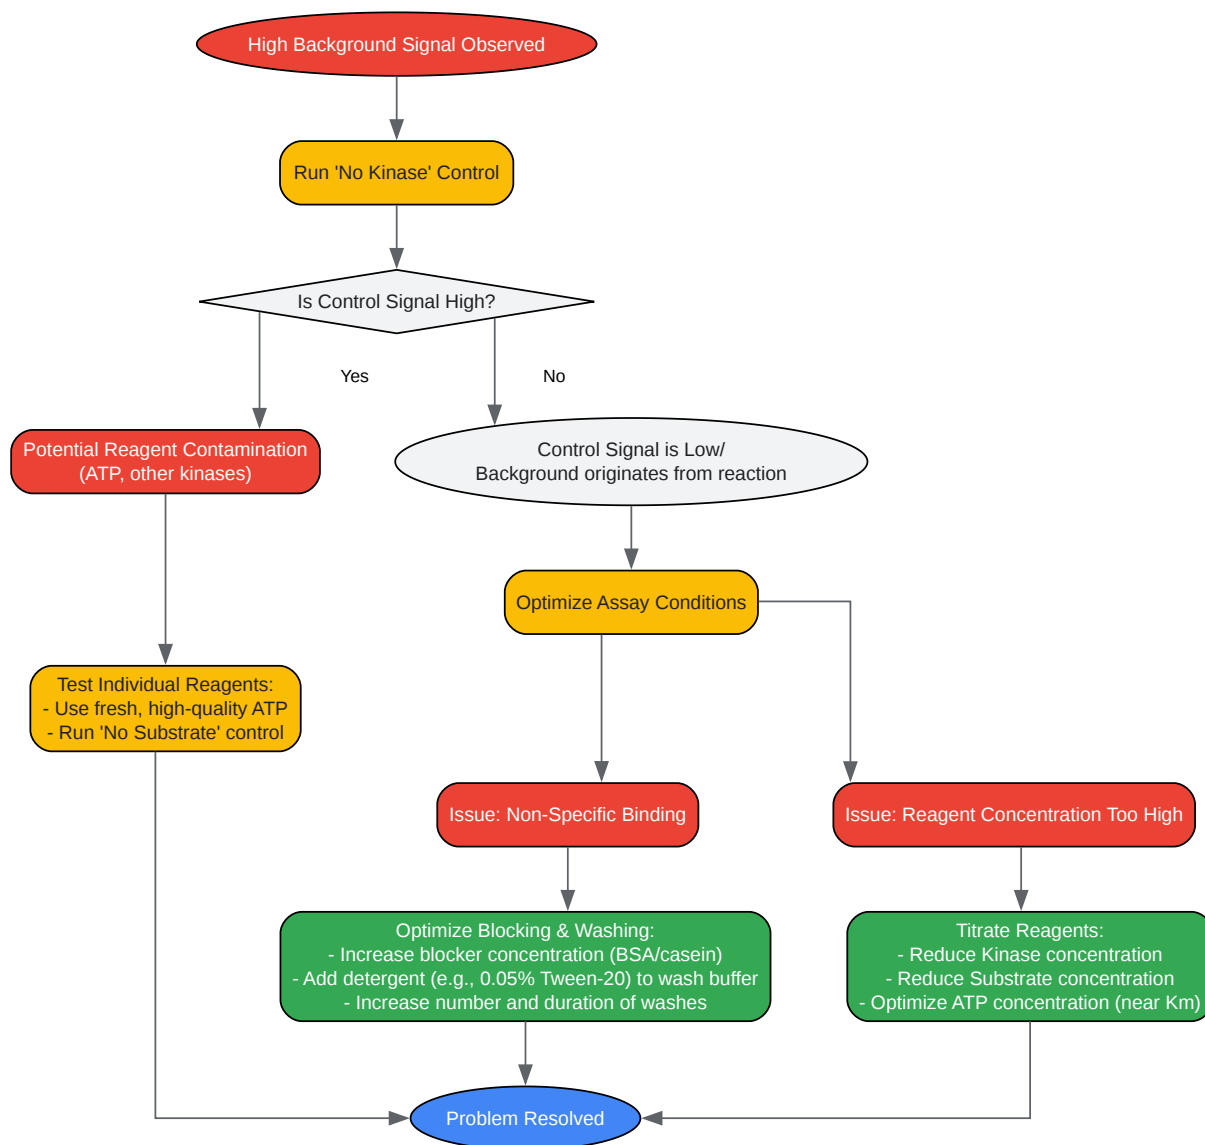 High Background Signal Observed
Run 'No Kinase' Control
Is Control Signal High?
Yes
No
Potential Reagent Contamination
(ATP, other kinases)
Control Signal is Low/
Background originates from reaction
Optimize Assay Conditions
Test Individual Reagents:
- Use fresh, high-quality ATP
- Run 'No Substrate' control
Issue: Non-Specific Binding
Issue: Reagent Concentration Too High
Optimize Blocking & Washing:
- Increase blocker concentration (BSA/casein)
- Add detergent (e.g., 0.05% Tween-20) to wash buffer
- Increase number and duration of washes
Titrate Reagents:
- Reduce Kinase concentration
- Reduce Substrate concentration
- Optimize ATP concentration (near Km)
Problem Resolved